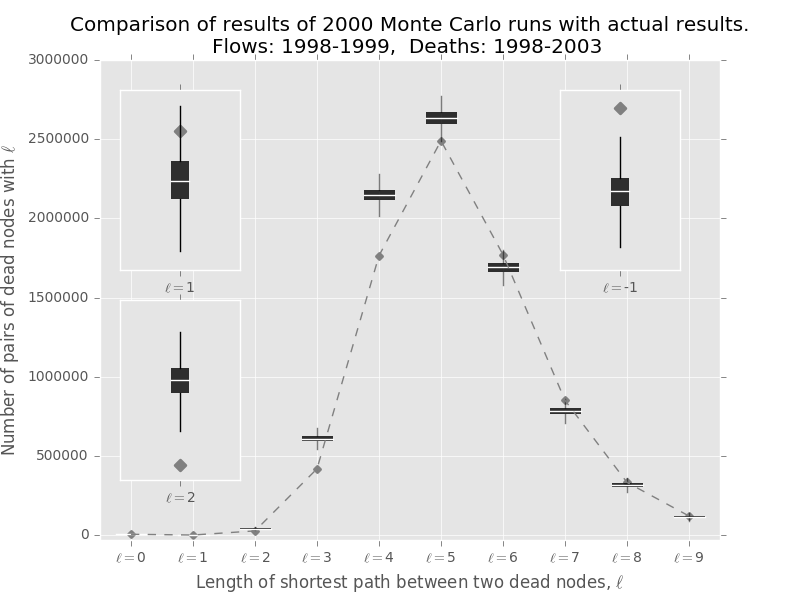 Comparison of results of 2000 Monte Carlo runs with actual results.
Flows: 1998-1999,  Deaths: 1998-2003
Number of pairs of dead nodes with ℓ
3000000
2500000
2000000
1500000
1000000
500000
0
ℓ=1
ℓ=2
ℓ=-1
ℓ=0 ℓ=1 ℓ=2 ℓ=3 ℓ=4 ℓ=5 ℓ=6 ℓ=7 ℓ=8 ℓ=9
Length of shortest path between two dead nodes, ℓ